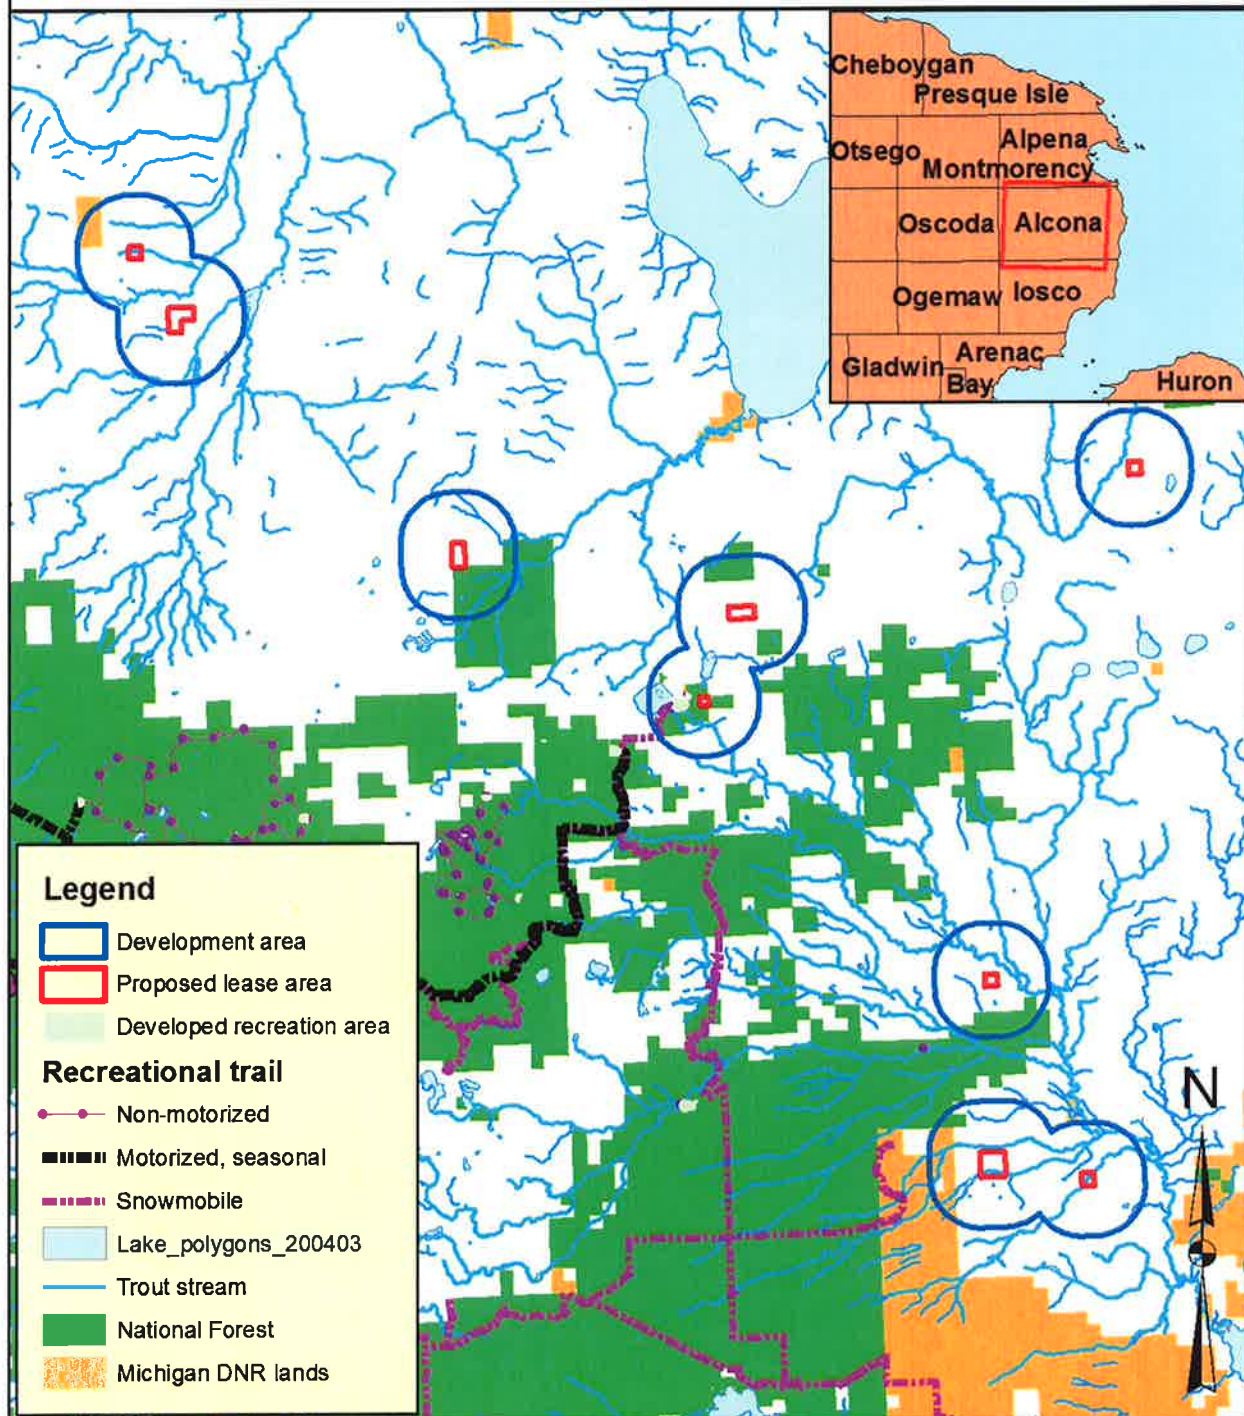 Cheboygan
Presque Isle
Otsego
Alpena
Montmorency
Oscoda
Alcona
Ogemaw
Iosco
Gladwin
Arenac
Bay
Huron
Legend
Development area
Proposed lease area
Developed recreation area
Recreational trail
Non-motorized
Motorized, seasonal
Snowmobile
Lake_polygons_200403
Trout stream
National Forest
Michigan DNR lands
N